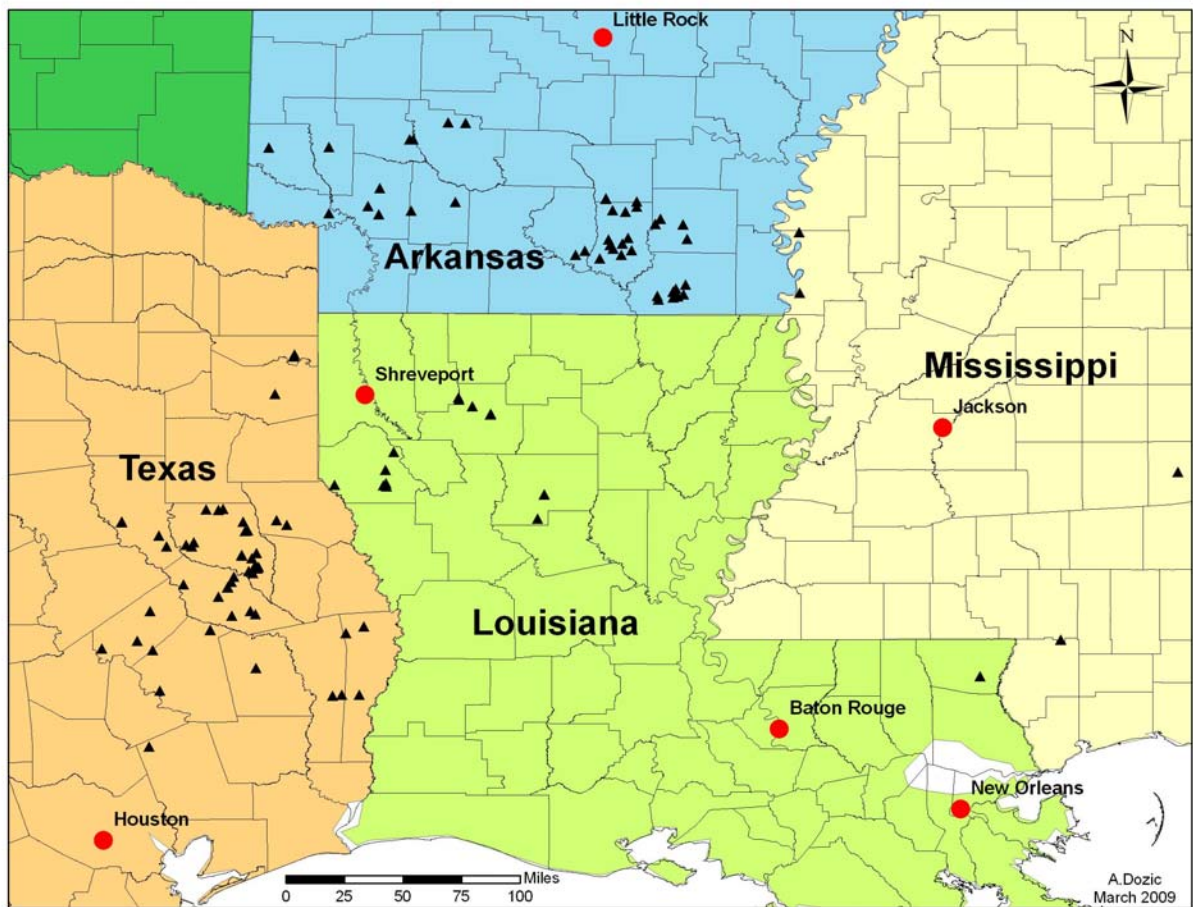 Little Rock
N
Arkansas
Mississippi
Shreveport
Jackson
Texas
Louisiana
Baton Rouge
New Orleans
Houston
Miles
0 25 50 75 100
A.Dozic
March 2009